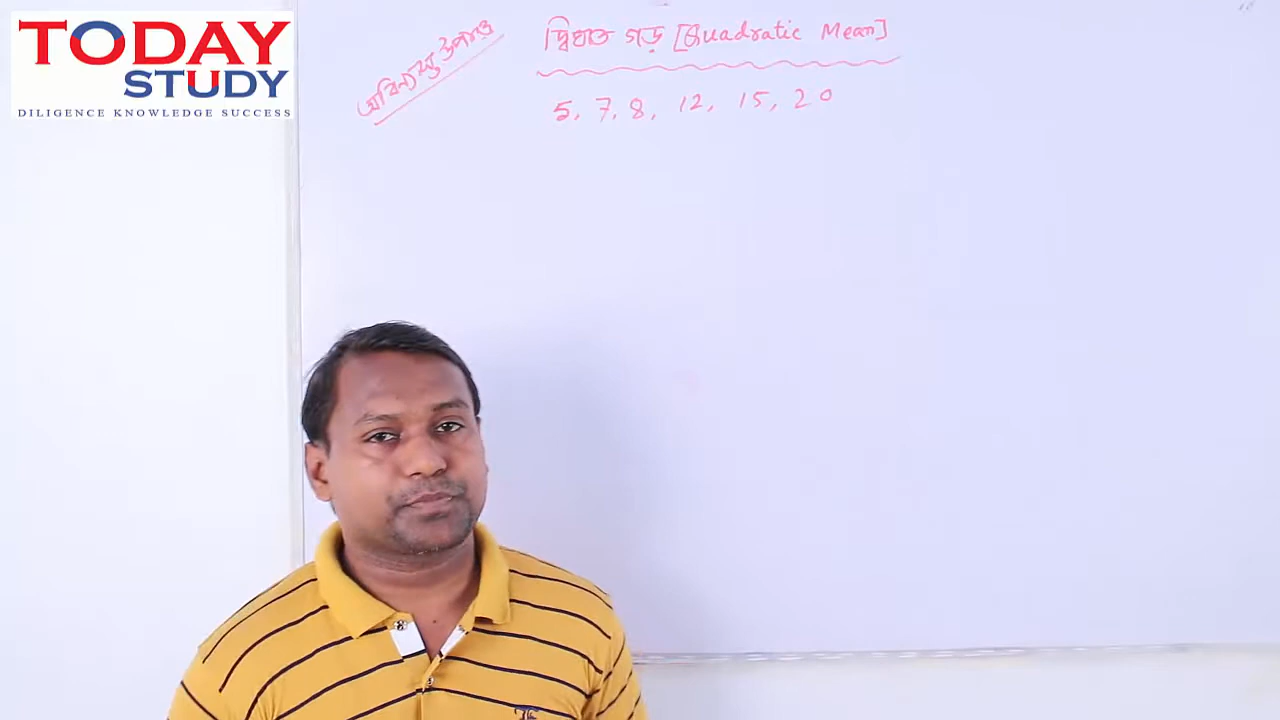 TODAY
STUDY
DILIGENCE KNOWLEDGE SUCCESS
অবিন্যস্ত উপাত্ত
দ্বিঘাত গড় [Quadratic Mean]
5, 7, 8, 12, 15, 20